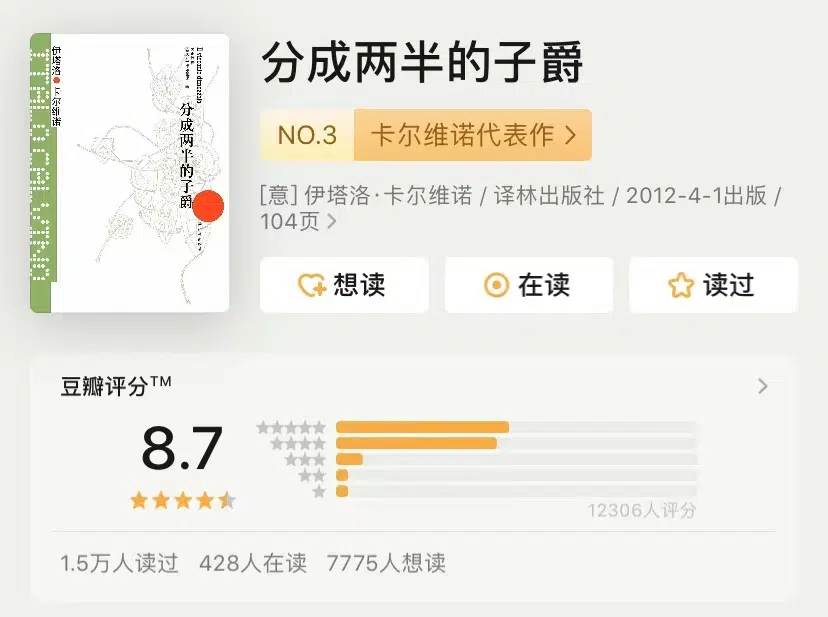 伊塔洛·卡尔维诺
分成两半的子爵
分成两半的子爵
NO.3 卡尔维诺代表作 >
[意] 伊塔洛·卡尔维诺 / 译林出版社 / 2012-4-1出版 /
104页 >
想读 在读 读过
豆瓣评分™ >
8.7
12306人评分
1.5万人读过 428人在读 7775人想读